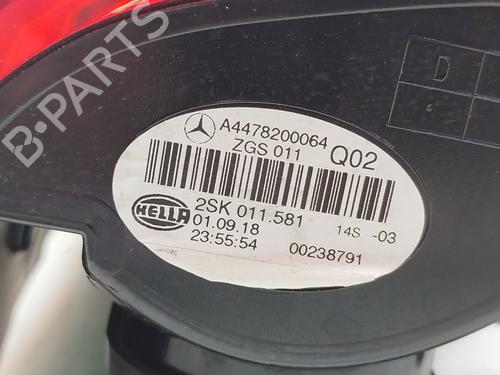 A4478200064
ZGS 011 Q02
2SK 011.581 14S -03
HELLA 01.09.18
23:55:54 00238791
D
B-PARTS